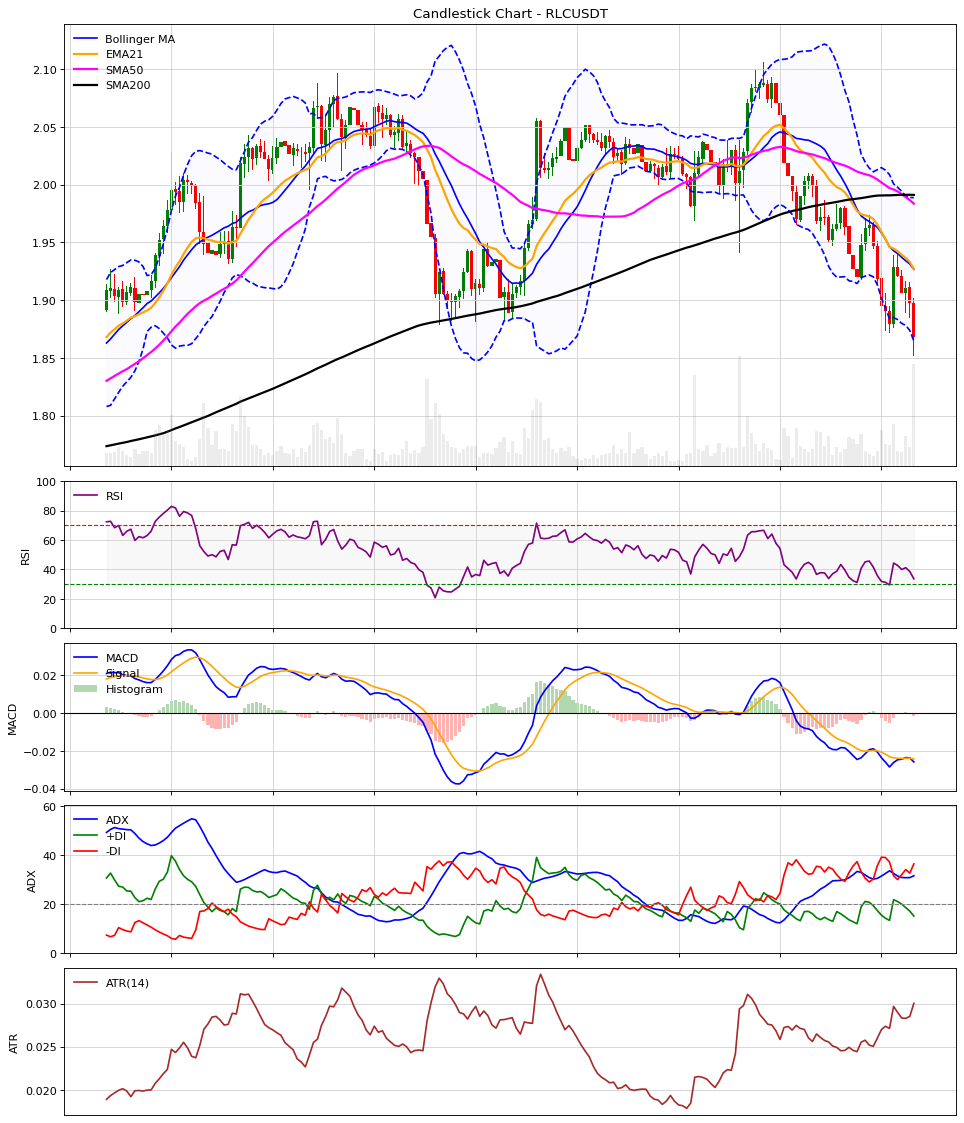 Candlestick Chart - RLCUSDT
Bollinger MA
EMA21
SMA50
SMA200
2.10
2.05
2.00
1.95
1.90
1.85
1.80
RSI
100
80
60
40
20
0
RSI
MACD
Signal
Histogram
0.02
0.00
−0.02
−0.04
MACD
ADX
+DI
-DI
60
40
20
0
ADX
ATR(14)
0.030
0.025
0.020
ATR